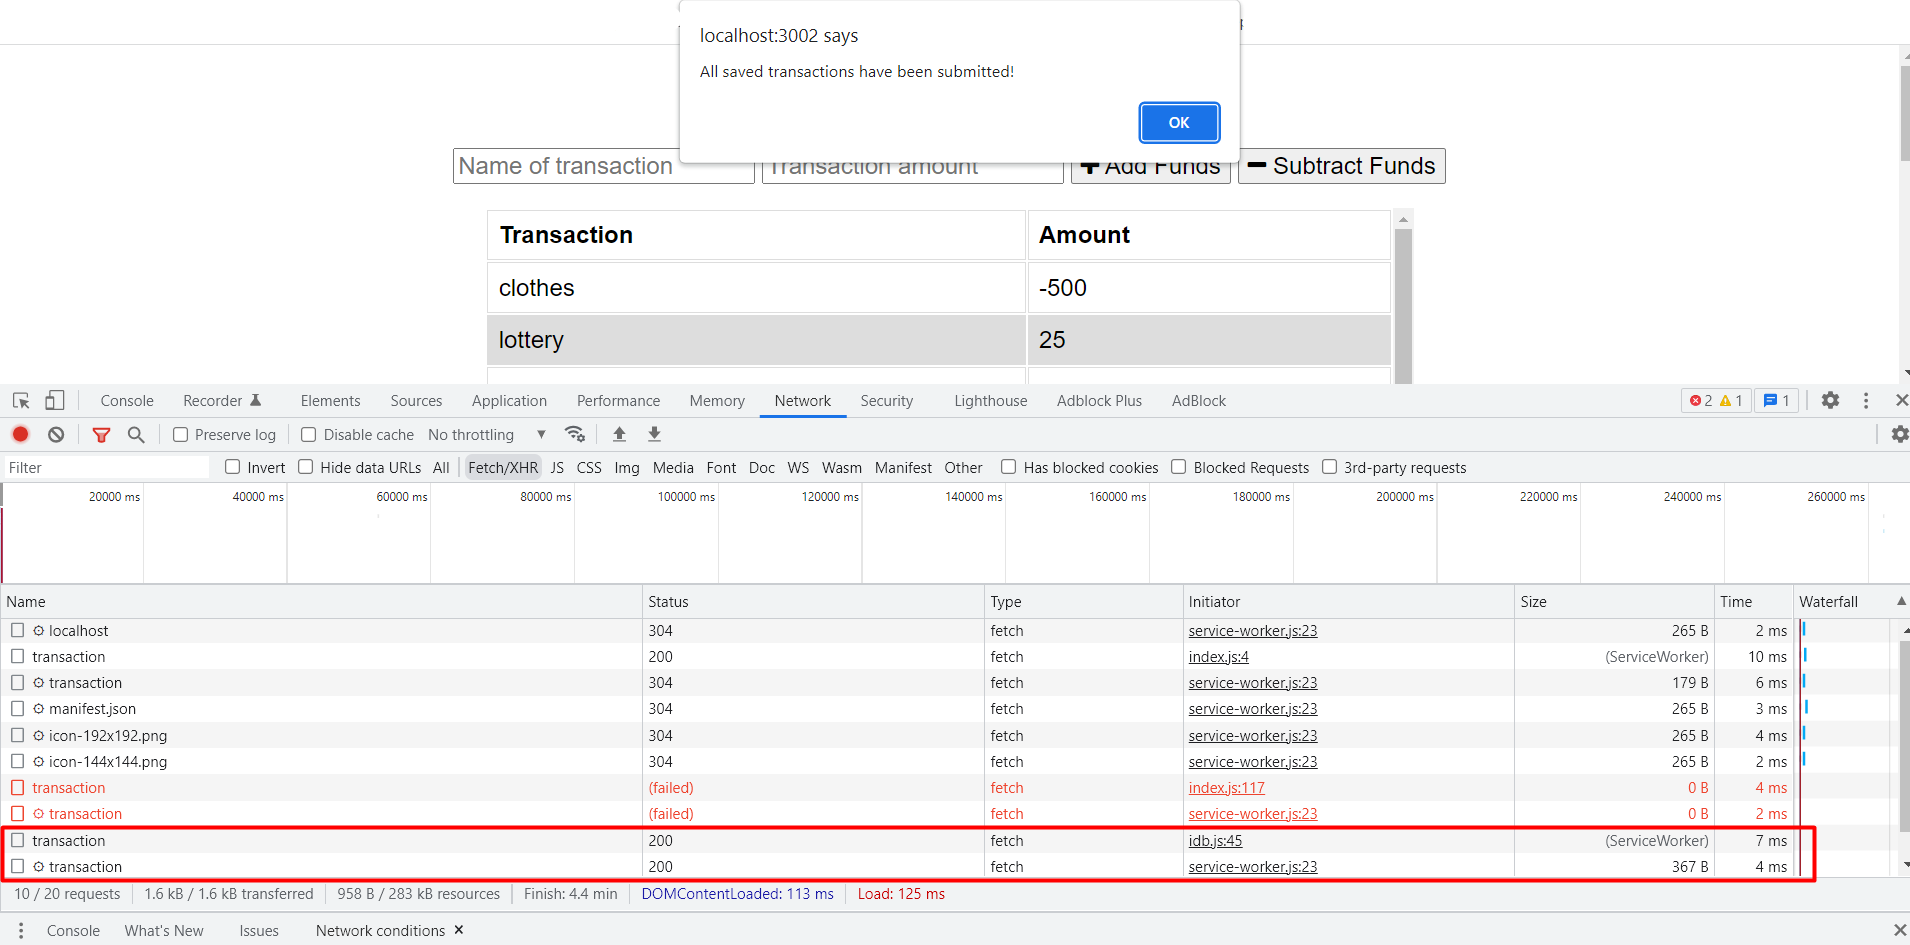 localhost:3002 says
All saved transactions have been submitted!
OK
Name of transaction Transaction amount Add Funds Subtract Funds
Transaction Amount
clothes -500
lottery 25
Console Recorder Elements Sources Application Performance Memory Network Security Lighthouse Adblock Plus AdBlock 2 1 1
Preserve log Disable cache No throttling
Filter Invert Hide data URLs All Fetch/XHR JS CSS Img Media Font Doc WS Wasm Manifest Other Has blocked cookies Blocked Requests 3rd-party requests
20000 ms 40000 ms 60000 ms 80000 ms 100000 ms 120000 ms 140000 ms 160000 ms 180000 ms 200000 ms 220000 ms 240000 ms 260000 ms
Name Status Type Initiator Size Time Waterfall
localhost 304 fetch service-worker.js:23 265 B 2 ms
transaction 200 fetch index.js:4 (ServiceWorker) 10 ms
transaction 304 fetch service-worker.js:23 179 B 6 ms
manifest.json 304 fetch service-worker.js:23 265 B 3 ms
icon-192x192.png 304 fetch service-worker.js:23 265 B 4 ms
icon-144x144.png 304 fetch service-worker.js:23 265 B 2 ms
transaction (failed) fetch index.js:117 0 B 4 ms
transaction (failed) fetch service-worker.js:23 0 B 2 ms
transaction 200 fetch idb.js:45 (ServiceWorker) 7 ms
transaction 200 fetch service-worker.js:23 367 B 4 ms
10 / 20 requests 1.6 kB / 1.6 kB transferred 958 B / 283 kB resources Finish: 4.4 min DOMContentLoaded: 113 ms Load: 125 ms
Console What's New Issues Network conditions